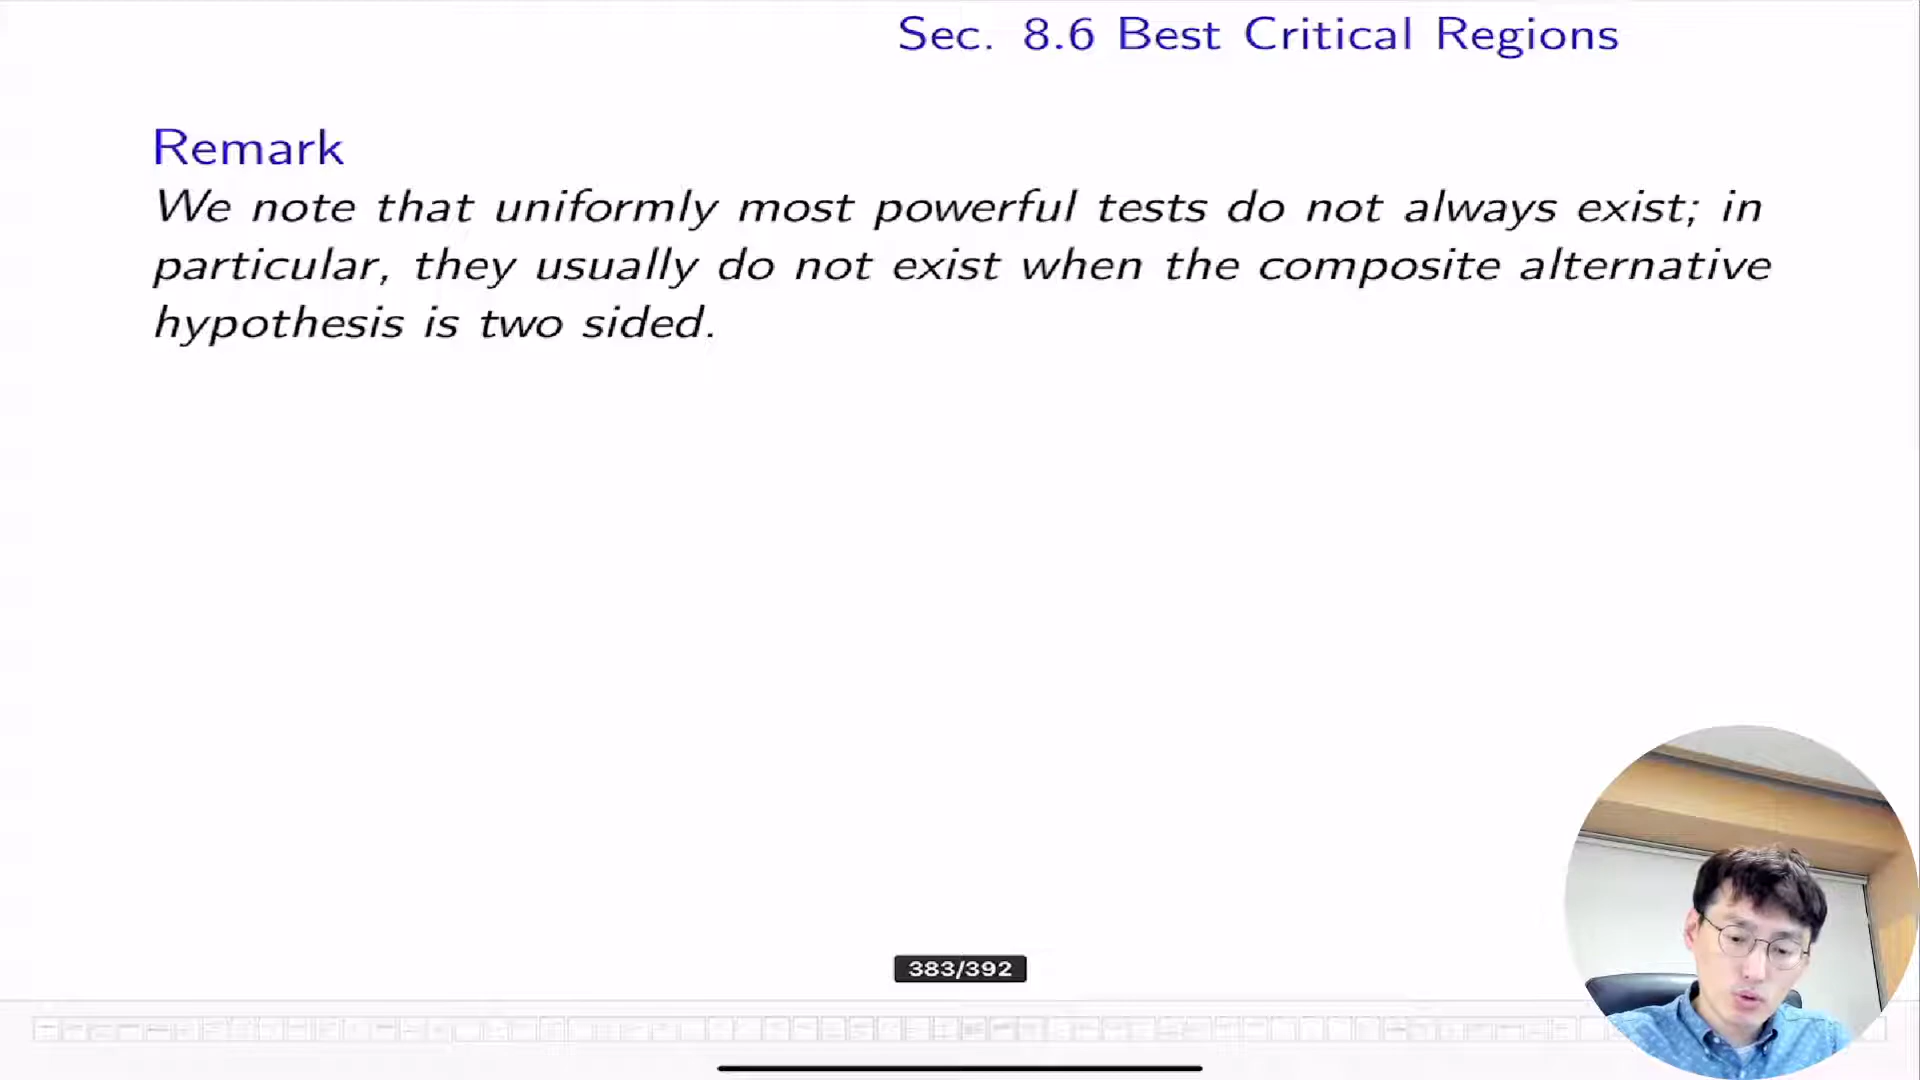 Sec. 8.6 Best Critical Regions
Remark
We note that uniformly most powerful tests do not always exist; in
particular, they usually do not exist when the composite alternative
hypothesis is two sided.
383/392